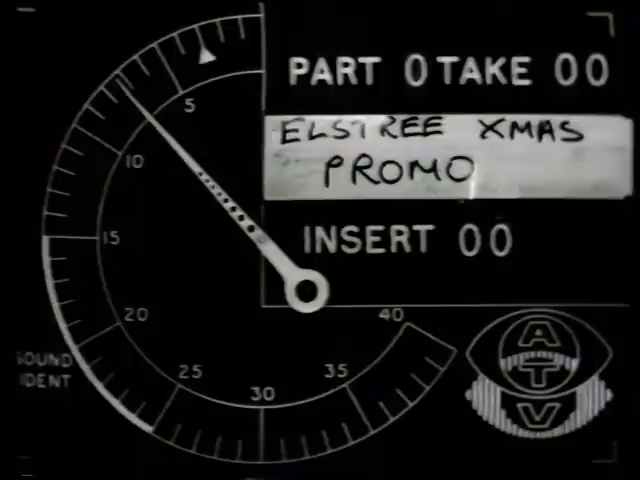 PART 0 TAKE 00
ELSTREE XMAS
PROMO
INSERT 00
5
10
15
20
25
30
35
40
SOUND
IDENT
ATV